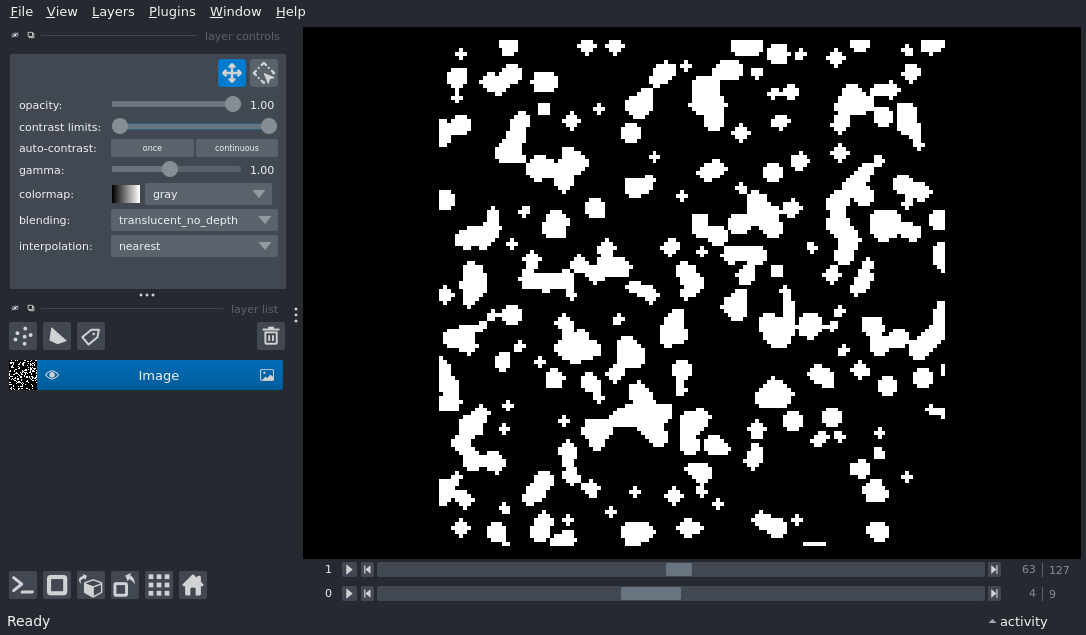 File View Layers Plugins Window Help
layer controls
opacity: 1.00
contrast limits:
auto-contrast: once continuous
gamma: 1.00
colormap: gray
blending: translucent_no_depth
interpolation: nearest
layer list
Image
1 63 127
0 4 9
Ready activity